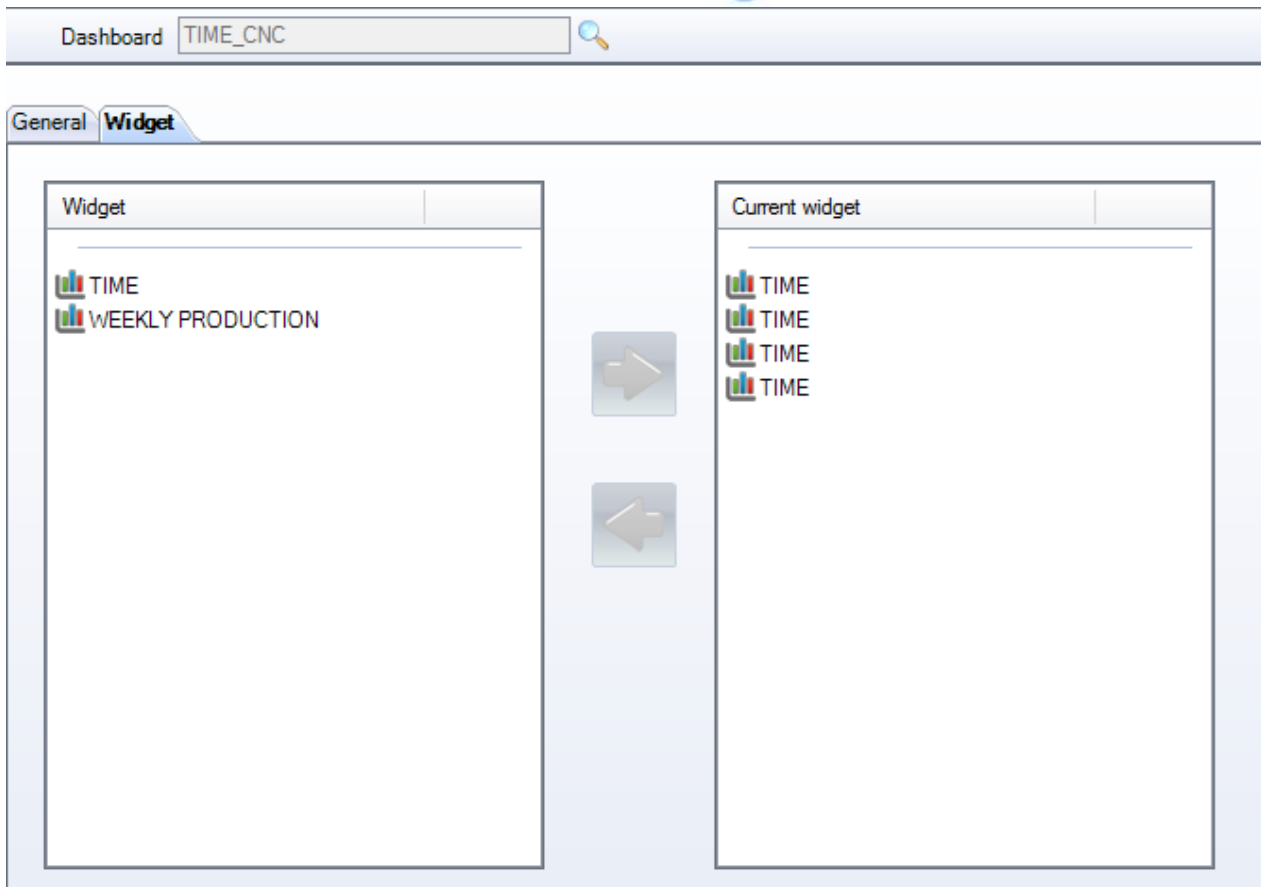 Dashboard TIME_CNC
General Widget
Widget
TIME
WEEKLY PRODUCTION
Current widget
TIME
TIME
TIME
TIME